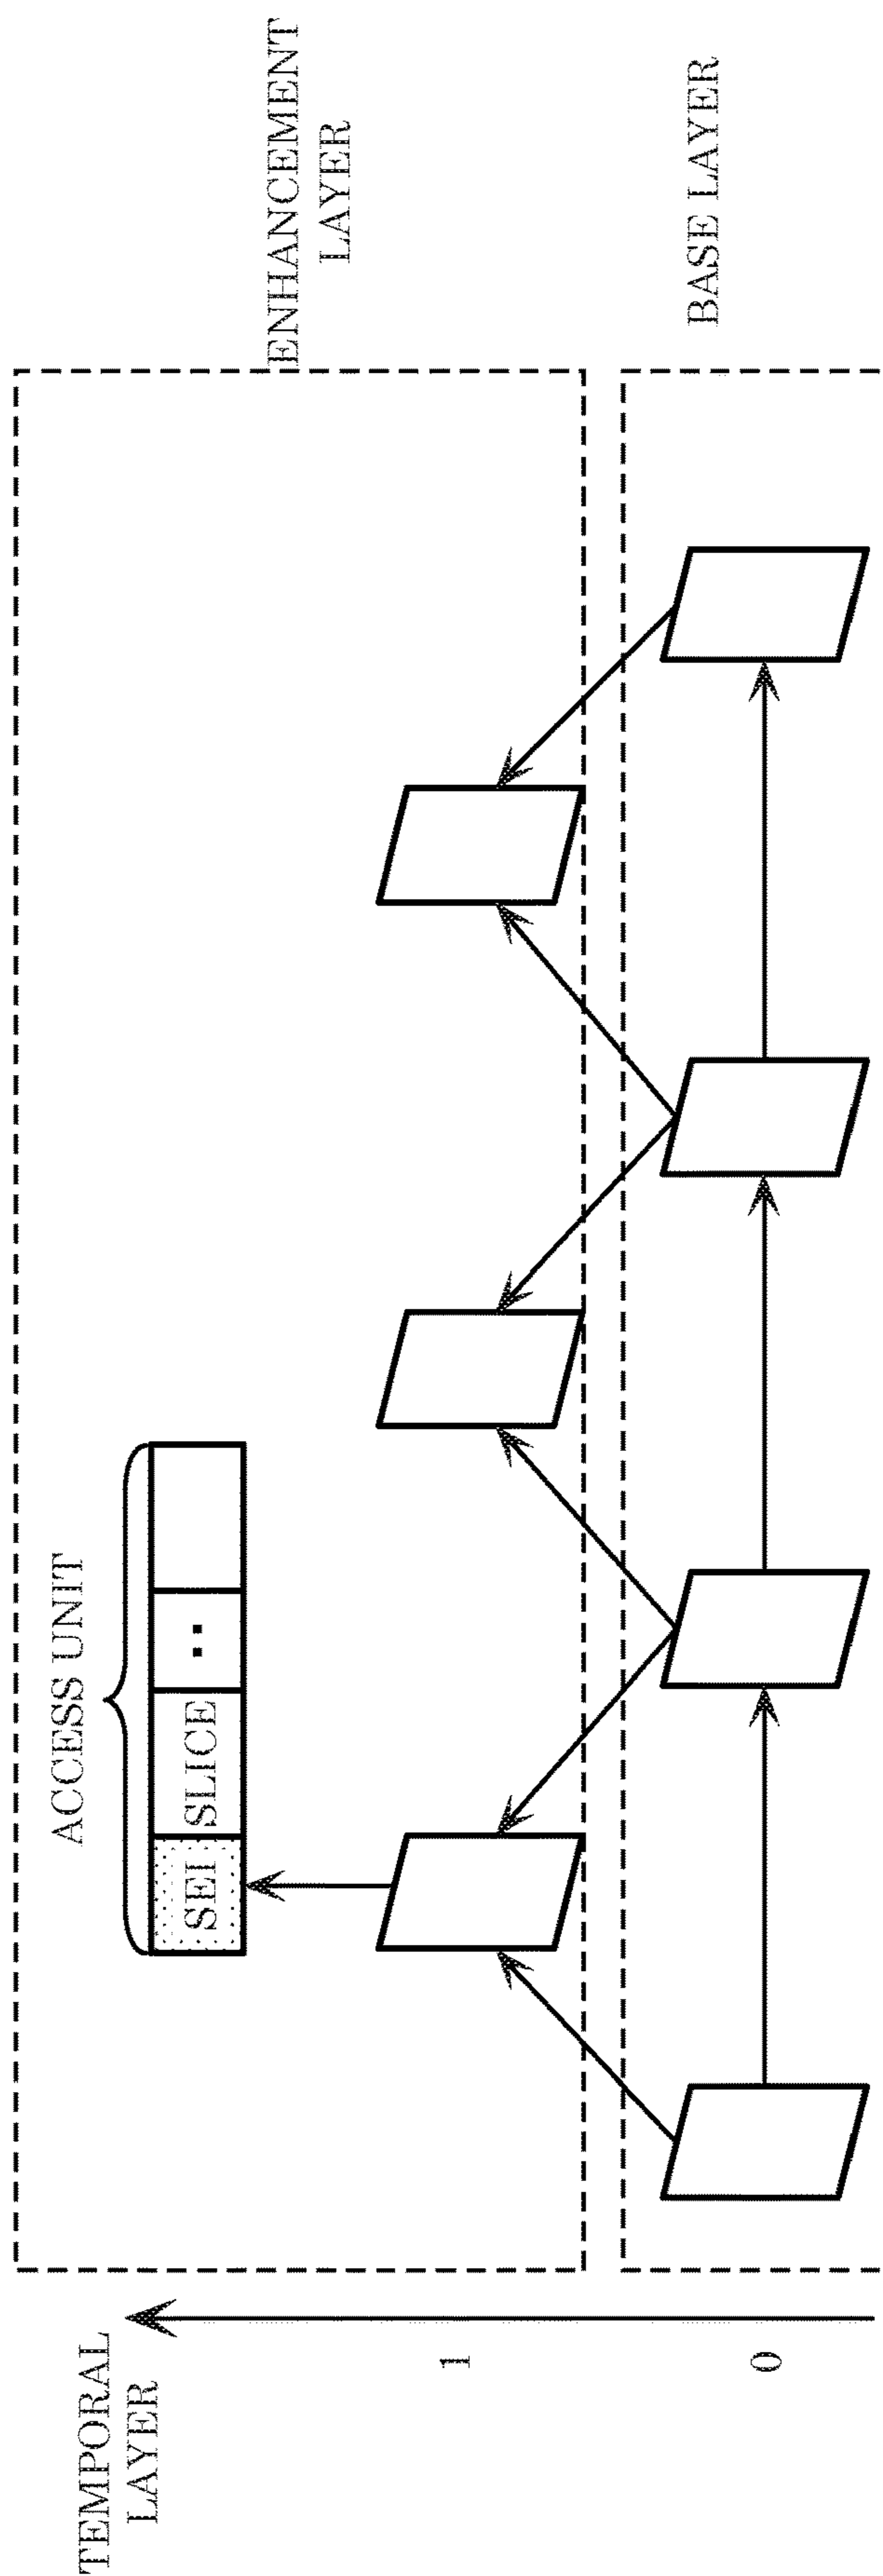 TEMPORAL
LAYER
ACCESS UNIT
SEI SLICE ..
ENHANCEMENT
LAYER
1
0
BASE LAYER